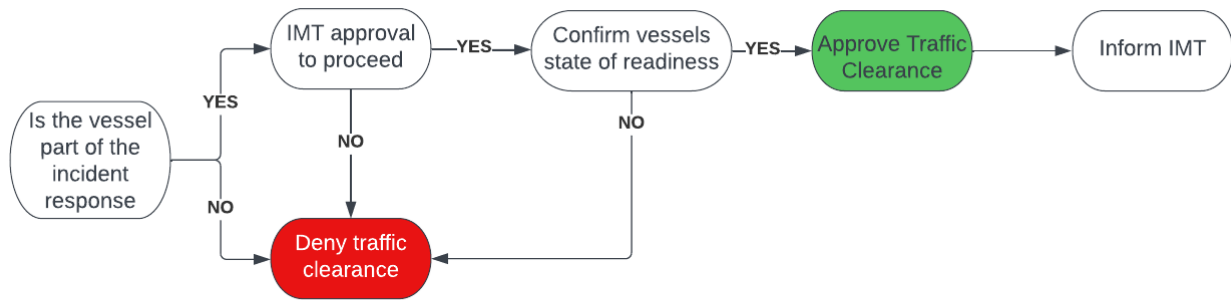 IMT approval
to proceed
YES
Confirm vessels
state of readiness
YES
Approve Traffic
Clearance
Inform IMT
YES
Is the vessel
part of the
incident
response
NO
NO
NO
Deny traffic
clearance